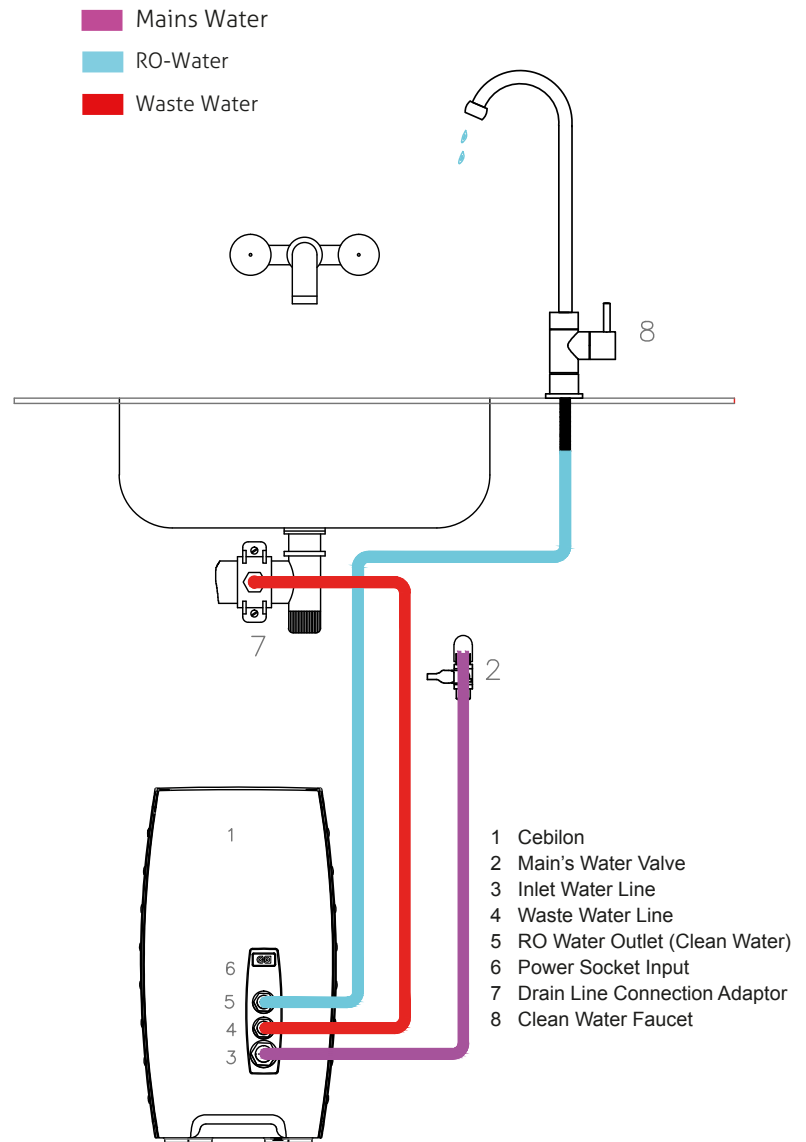 Mains Water
RO-Water
Waste Water
8
7
2
1
6
5
4
3
1 Cebilon
2 Main's Water Valve
3 Inlet Water Line
4 Waste Water Line
5 RO Water Outlet (Clean Water)
6 Power Socket Input
7 Drain Line Connection Adaptor
8 Clean Water Faucet